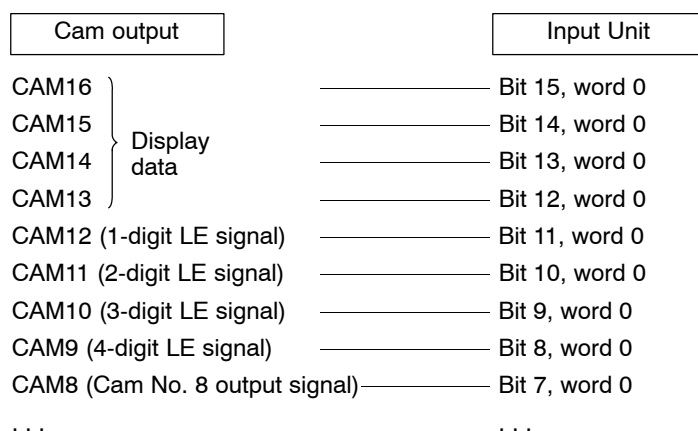 Cam output Input Unit
CAM16 Bit 15, word 0
CAM15 Bit 14, word 0
Display
CAM14 Bit 13, word 0
data
CAM13 Bit 12, word 0
CAM12 (1-digit LE signal) Bit 11, word 0
CAM11 (2-digit LE signal) Bit 10, word 0
CAM10 (3-digit LE signal) Bit 9, word 0
CAM9 (4-digit LE signal) Bit 8, word 0
CAM8 (Cam No. 8 output signal) Bit 7, word 0
. . . . . .